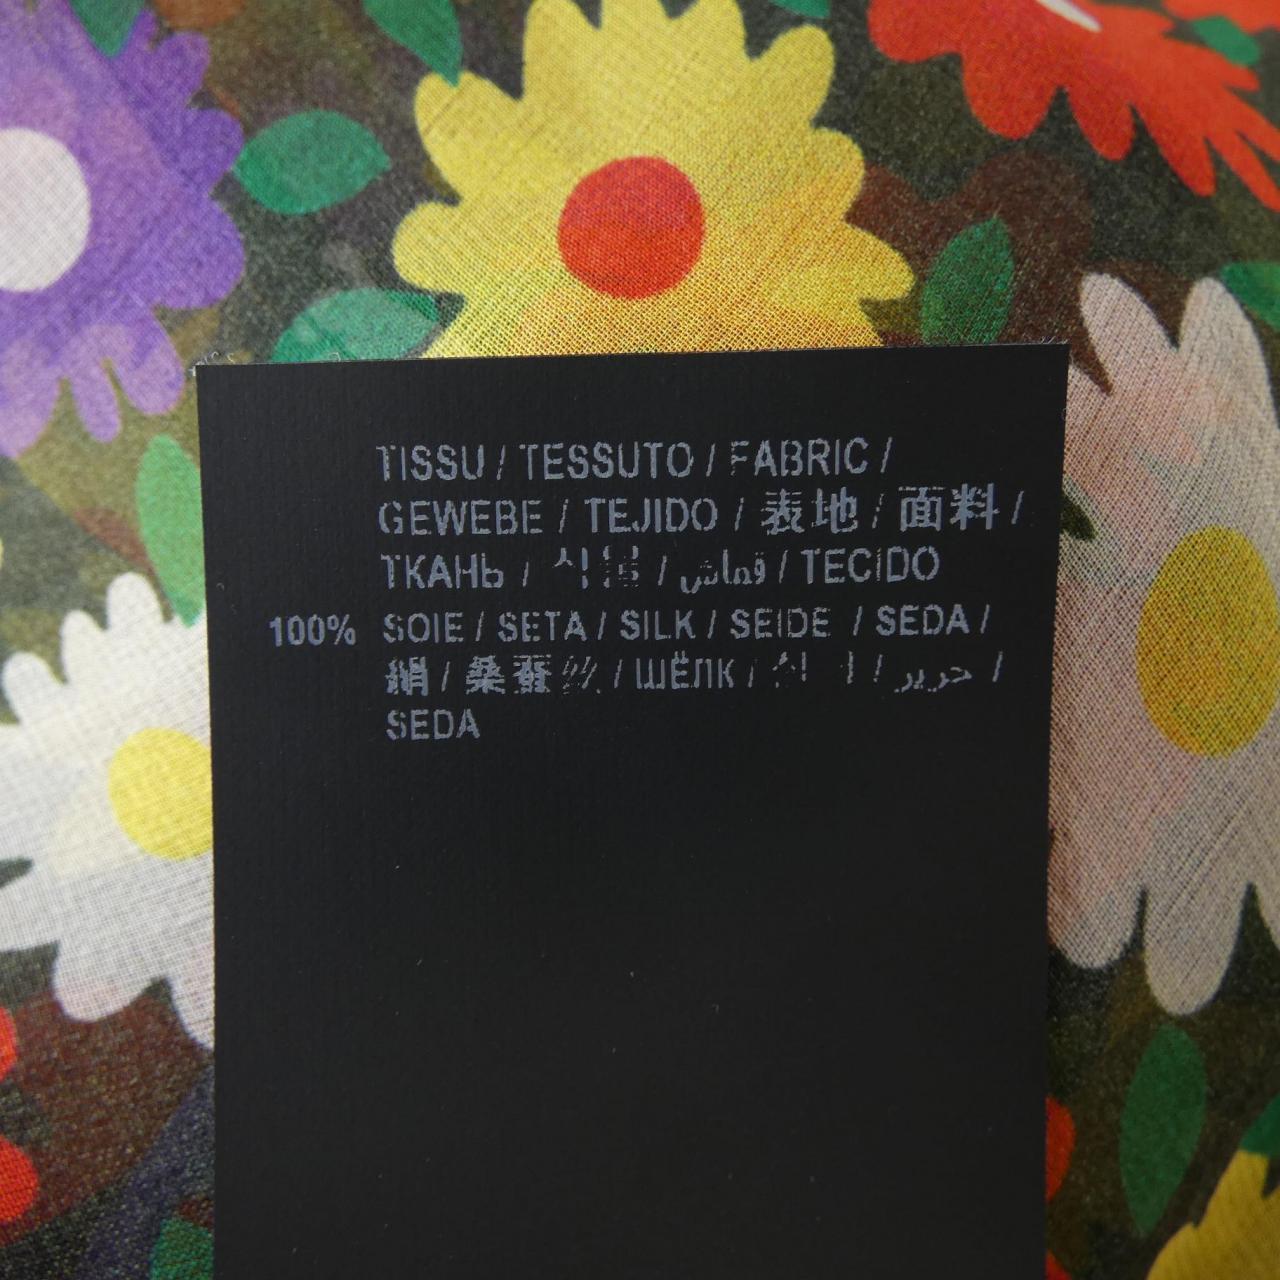 TISSU / TESSUTO / FABRIC /
GEWEBE / TEJIDO / 表地 / 面料 /
ТКАНЬ / / قماش / TECIDO
100% SOIE / SETA / SILK / SEIDE / SEDA /
絹 / 桑蚕丝 / ШЁЛК / / حرير /
SEDA